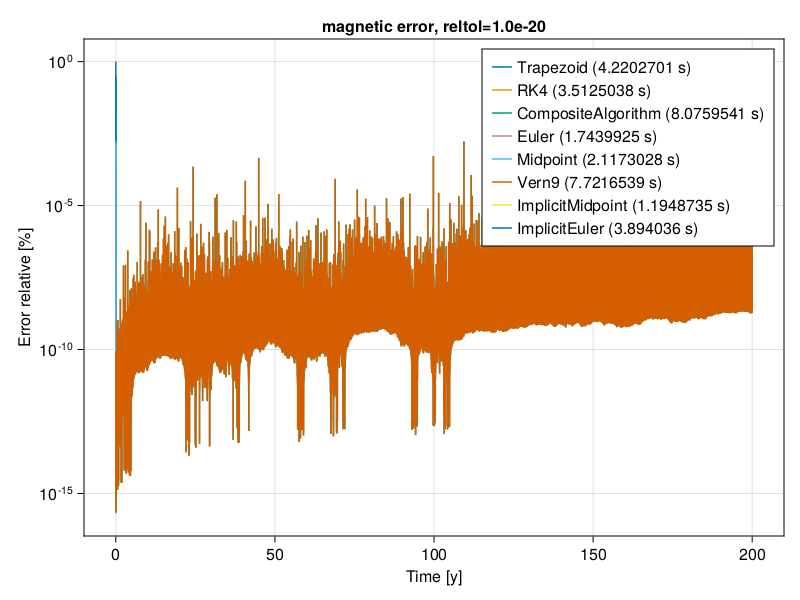 magnetic error, reltol=1.0e-20
Trapezoid (4.2202701 s)
RK4 (3.5125038 s)
CompositeAlgorithm (8.0759541 s)
Euler (1.7439925 s)
Midpoint (2.1173028 s)
Vern9 (7.7216539 s)
ImplicitMidpoint (1.1948735 s)
ImplicitEuler (3.894036 s)
Error relative [%]
10⁰
10⁻⁵
10⁻¹⁰
10⁻¹⁵
0 50 100 150 200
Time [y]